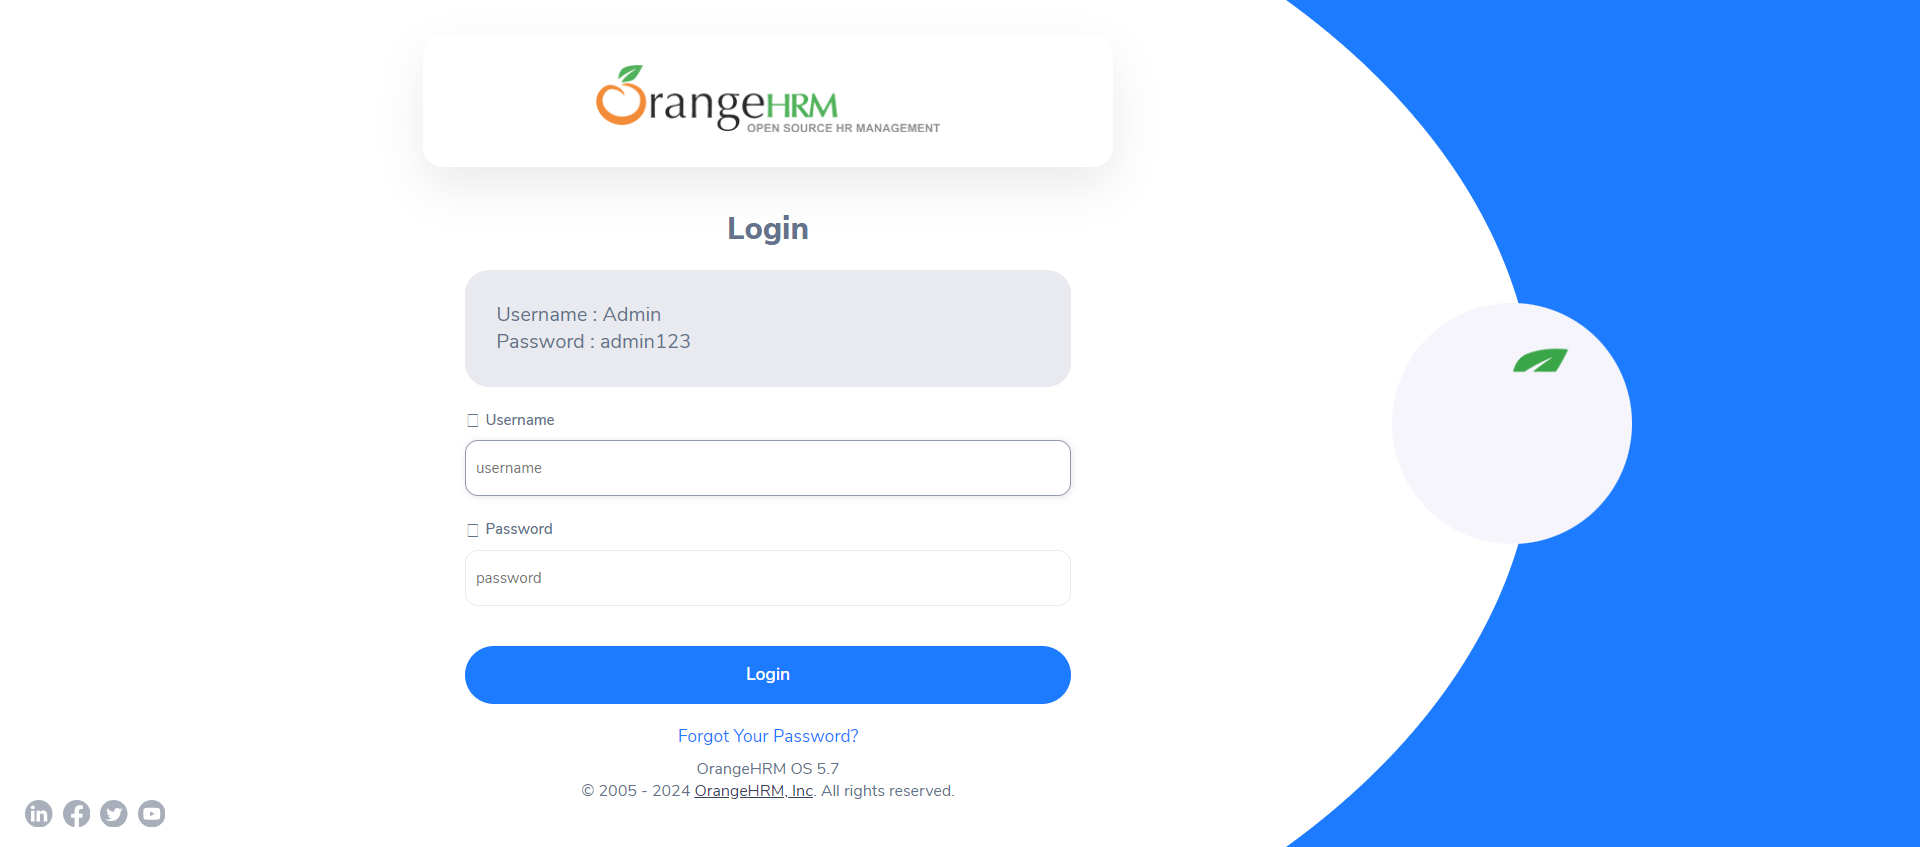 OrangeHRM
OPEN SOURCE HR MANAGEMENT
Login
Username : Admin
Password : admin123
Username
username
Password
password
Login
Forgot Your Password?
OrangeHRM OS 5.7
© 2005 - 2024 OrangeHRM, Inc. All rights reserved.